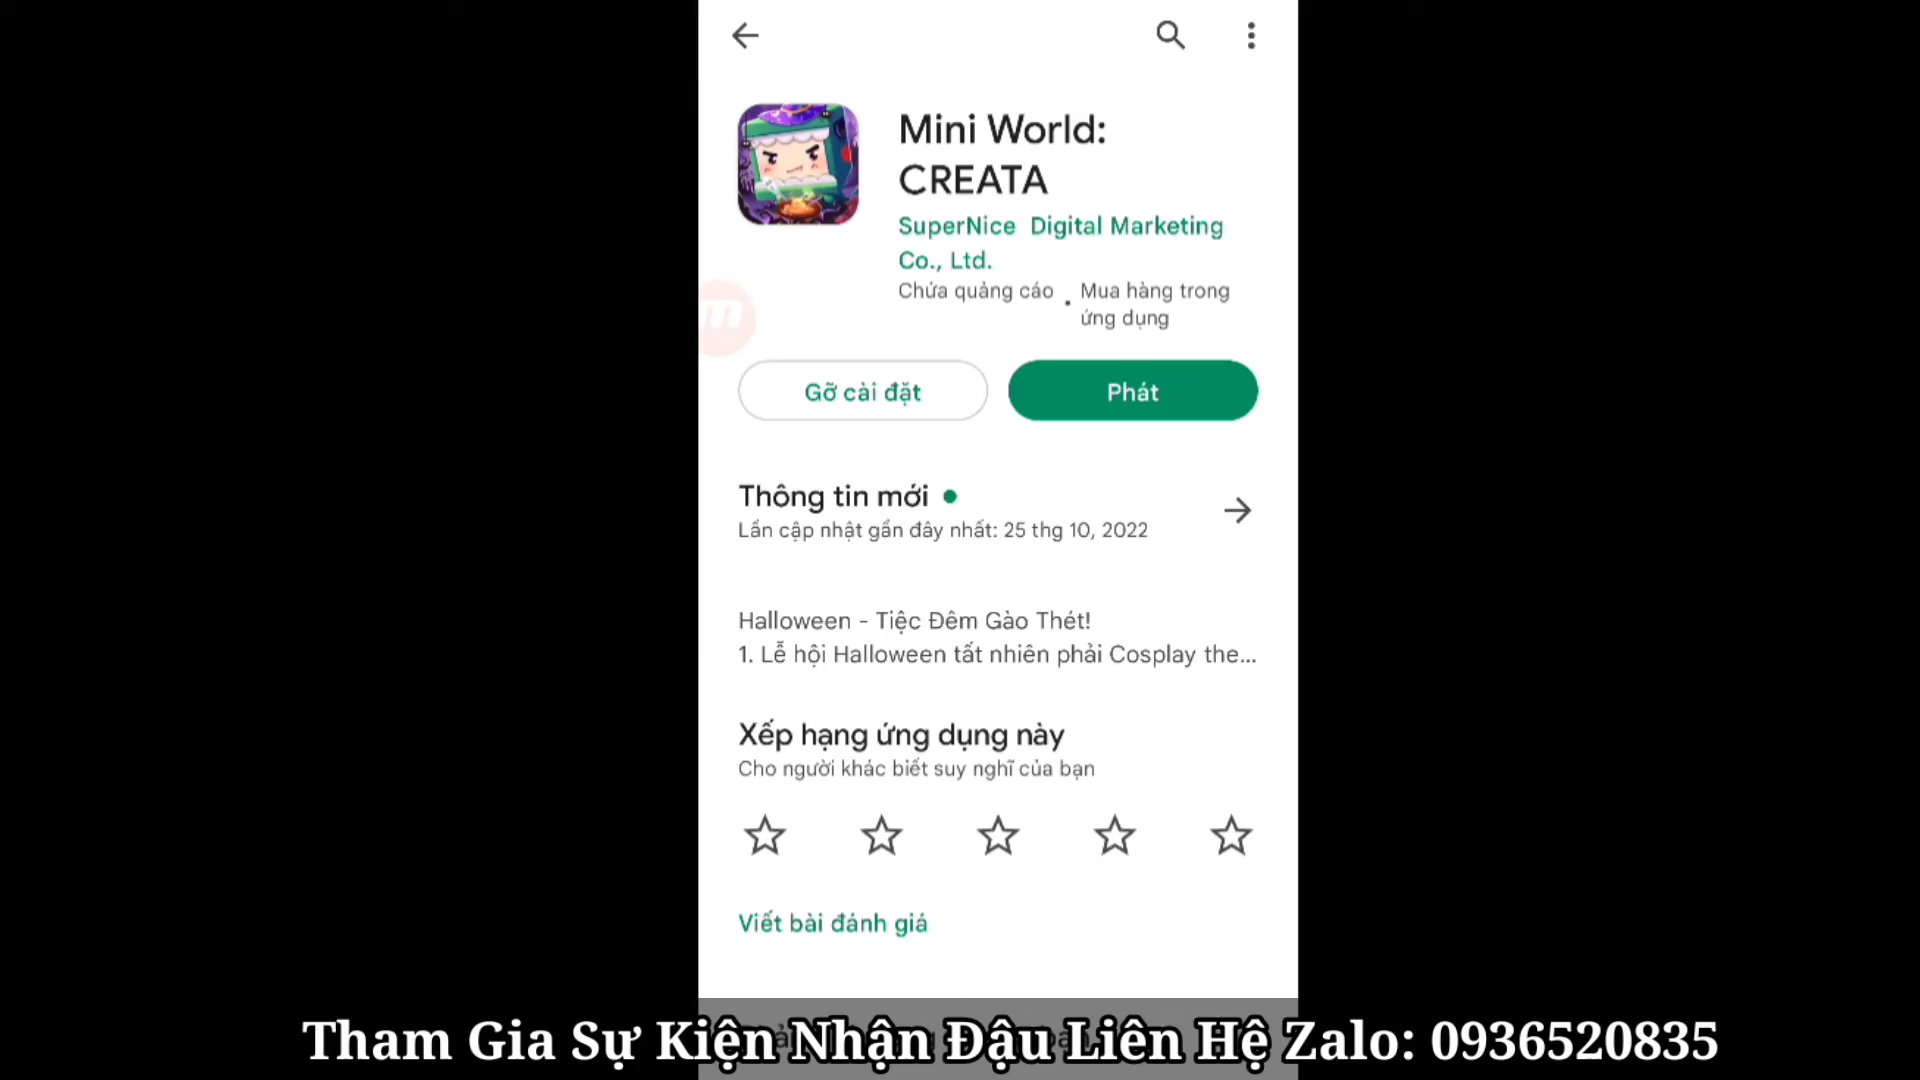 Mini World:
CREATA
SuperNice Digital Marketing
Co., Ltd.
Chứa quảng cáo • Mua hàng trong
ứng dụng
m
Gỡ cài đặt
Phát
Thông tin mới
Lần cập nhật gần đây nhất: 25 thg 10, 2022
Halloween - Tiệc Đêm Gào Thét!
1. Lễ hội Halloween tất nhiên phải Cosplay the...
Xếp hạng ứng dụng này
Cho người khác biết suy nghĩ của bạn
Viết bài đánh giá
Tham Gia Sự Kiện Nhận Đậu Liên Hệ Zalo: 0936520835